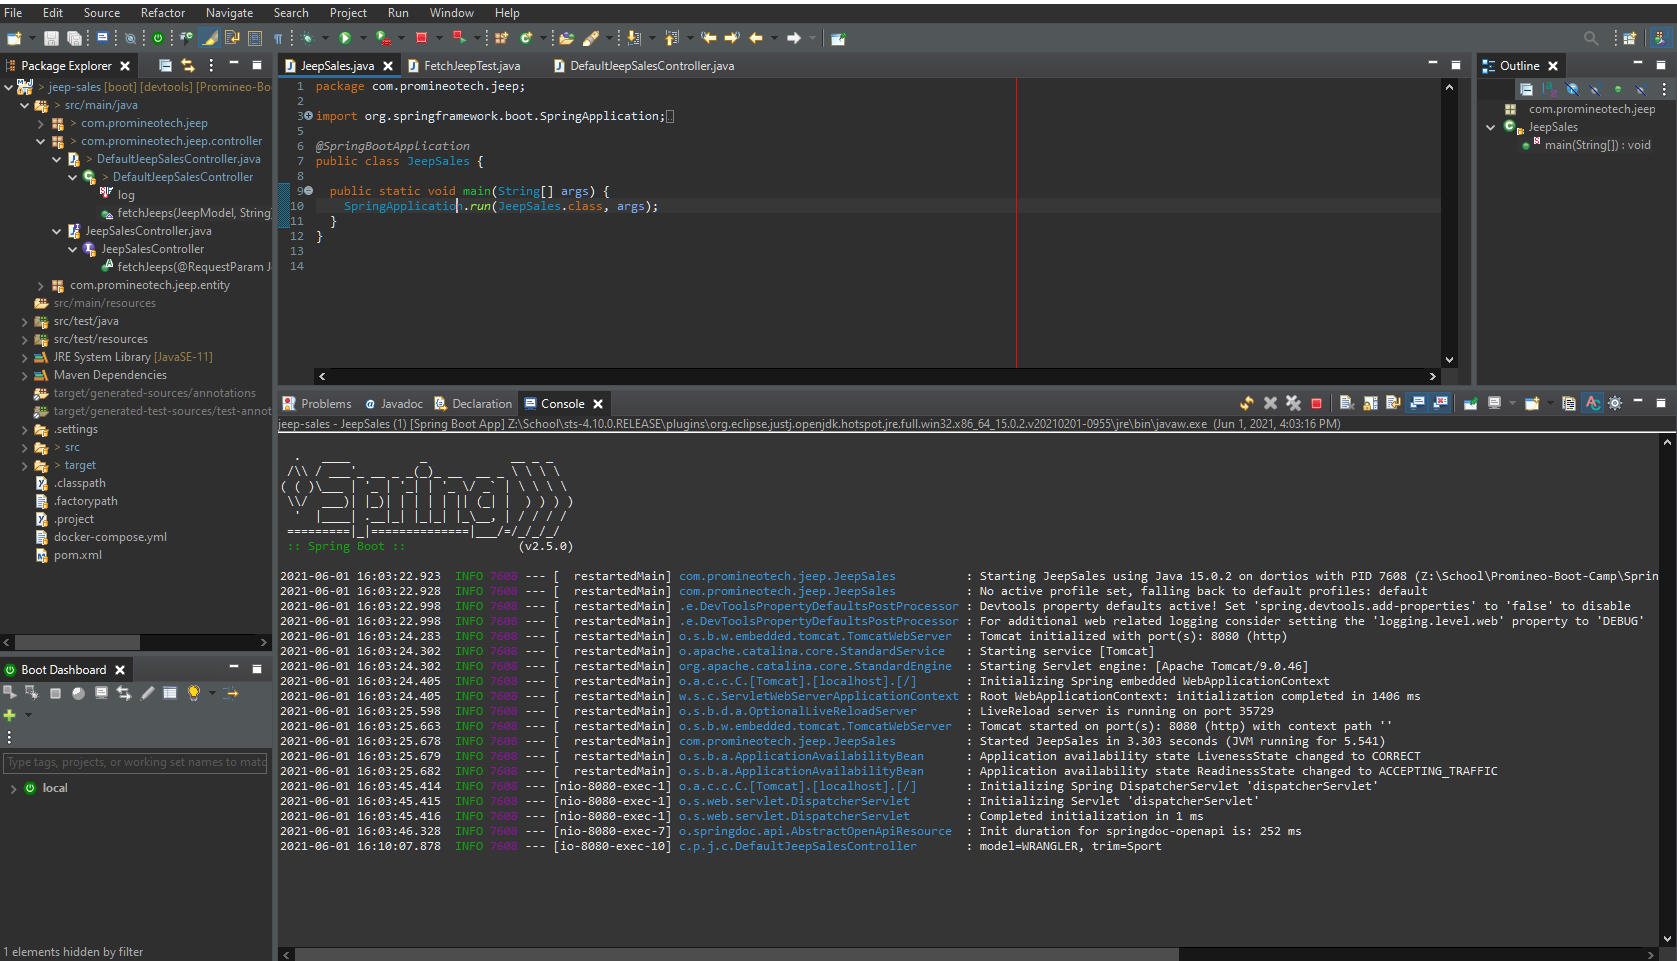 File Edit Source Refactor Navigate Search Project Run Window Help
Package Explorer
jeep-sales [boot] [devtools] [Promineo-Bo
src/main/java
com.promineotech.jeep
com.promineotech.jeep.controller
DefaultJeepSalesController.java
DefaultJeepSalesController
log
fetchJeeps(JeepModel, String
JeepSalesController.java
JeepSalesController
fetchJeeps(@RequestParam J
com.promineotech.jeep.entity
src/main/resources
src/test/java
src/test/resources
JRE System Library [JavaSE-11]
Maven Dependencies
target/generated-sources/annotations
target/generated-test-sources/test-annot
.settings
src
target
.classpath
.factorypath
.project
docker-compose.yml
pom.xml
Boot Dashboard
Type tags, projects, or working set names to matc
local
1 elements hidden by filter
JeepSales.java FetchJeepTest.java DefaultJeepSalesController.java
1 package com.promineotech.jeep;
2
3 import org.springframework.boot.SpringApplication;
5
6 @SpringBootApplication
7 public class JeepSales {
8
9 public static void main(String[] args) {
10 SpringApplication.run(JeepSales.class, args);
11 }
12 }
13
14
Outline
com.promineotech.jeep
JeepSales
main(String[]) : void
Problems Javadoc Declaration Console
jeep-sales - JeepSales (1) [Spring Boot App] Z:\School\sts-4.10.0.RELEASE\plugins\org.eclipse.justj.openjdk.hotspot.jre.full.win32.x86_64_15.0.2.v20210201-0955\jre\bin\javaw.exe (Jun 1, 2021, 4:03:16 PM)
Spring
:: Spring Boot :: (v2.5.0)
2021-06-01 16:03:22.923 INFO 7608 --- [ restartedMain] com.promineotech.jeep.JeepSales : Starting JeepSales using Java 15.0.2 on dortios with PID 7608 (Z:\School\Promineo-Boot-Camp\Sprin
2021-06-01 16:03:22.928 INFO 7608 --- [ restartedMain] com.promineotech.jeep.JeepSales : No active profile set, falling back to default profiles: default
2021-06-01 16:03:22.998 INFO 7608 --- [ restartedMain] .e.DevToolsPropertyDefaultsPostProcessor : Devtools property defaults active! Set 'spring.devtools.add-properties' to 'false' to disable
2021-06-01 16:03:22.998 INFO 7608 --- [ restartedMain] .e.DevToolsPropertyDefaultsPostProcessor : For additional web related logging consider setting the 'logging.level.web' property to 'DEBUG'
2021-06-01 16:03:24.283 INFO 7608 --- [ restartedMain] o.s.b.w.embedded.tomcat.TomcatWebServer : Tomcat initialized with port(s): 8080 (http)
2021-06-01 16:03:24.302 INFO 7608 --- [ restartedMain] o.apache.catalina.core.StandardService : Starting service [Tomcat]
2021-06-01 16:03:24.302 INFO 7608 --- [ restartedMain] org.apache.catalina.core.StandardEngine : Starting Servlet engine: [Apache Tomcat/9.0.46]
2021-06-01 16:03:24.405 INFO 7608 --- [ restartedMain] o.a.c.c.C.[Tomcat].[localhost].[/] : Initializing Spring embedded WebApplicationContext
2021-06-01 16:03:24.405 INFO 7608 --- [ restartedMain] w.s.c.ServletWebServerApplicationContext : Root WebApplicationContext: initialization completed in 1406 ms
2021-06-01 16:03:25.598 INFO 7608 --- [ restartedMain] o.s.b.d.a.OptionalLiveReloadServer : LiveReload server is running on port 35729
2021-06-01 16:03:25.663 INFO 7608 --- [ restartedMain] o.s.b.w.embedded.tomcat.TomcatWebServer : Tomcat started on port(s): 8080 (http) with context path ''
2021-06-01 16:03:25.678 INFO 7608 --- [ restartedMain] com.promineotech.jeep.JeepSales : Started JeepSales in 3.303 seconds (JVM running for 5.541)
2021-06-01 16:03:25.679 INFO 7608 --- [ restartedMain] o.s.b.a.ApplicationAvailabilityBean : Application availability state LivenessState changed to CORRECT
2021-06-01 16:03:25.682 INFO 7608 --- [ restartedMain] o.s.b.a.ApplicationAvailabilityBean : Application availability state ReadinessState changed to ACCEPTING_TRAFFIC
2021-06-01 16:03:45.414 INFO 7608 --- [nio-8080-exec-1] o.a.c.c.C.[Tomcat].[localhost].[/] : Initializing Spring DispatcherServlet 'dispatcherServlet'
2021-06-01 16:03:45.415 INFO 7608 --- [nio-8080-exec-1] o.s.web.servlet.DispatcherServlet : Initializing Servlet 'dispatcherServlet'
2021-06-01 16:03:45.416 INFO 7608 --- [nio-8080-exec-1] o.s.web.servlet.DispatcherServlet : Completed initialization in 1 ms
2021-06-01 16:03:46.328 INFO 7608 --- [nio-8080-exec-7] o.springdoc.api.AbstractOpenApiResource : Init duration for springdoc-openapi is: 252 ms
2021-06-01 16:10:07.878 INFO 7608 --- [io-8080-exec-10] c.p.j.c.DefaultJeepSalesController : model=WRANGLER, trim=Sport